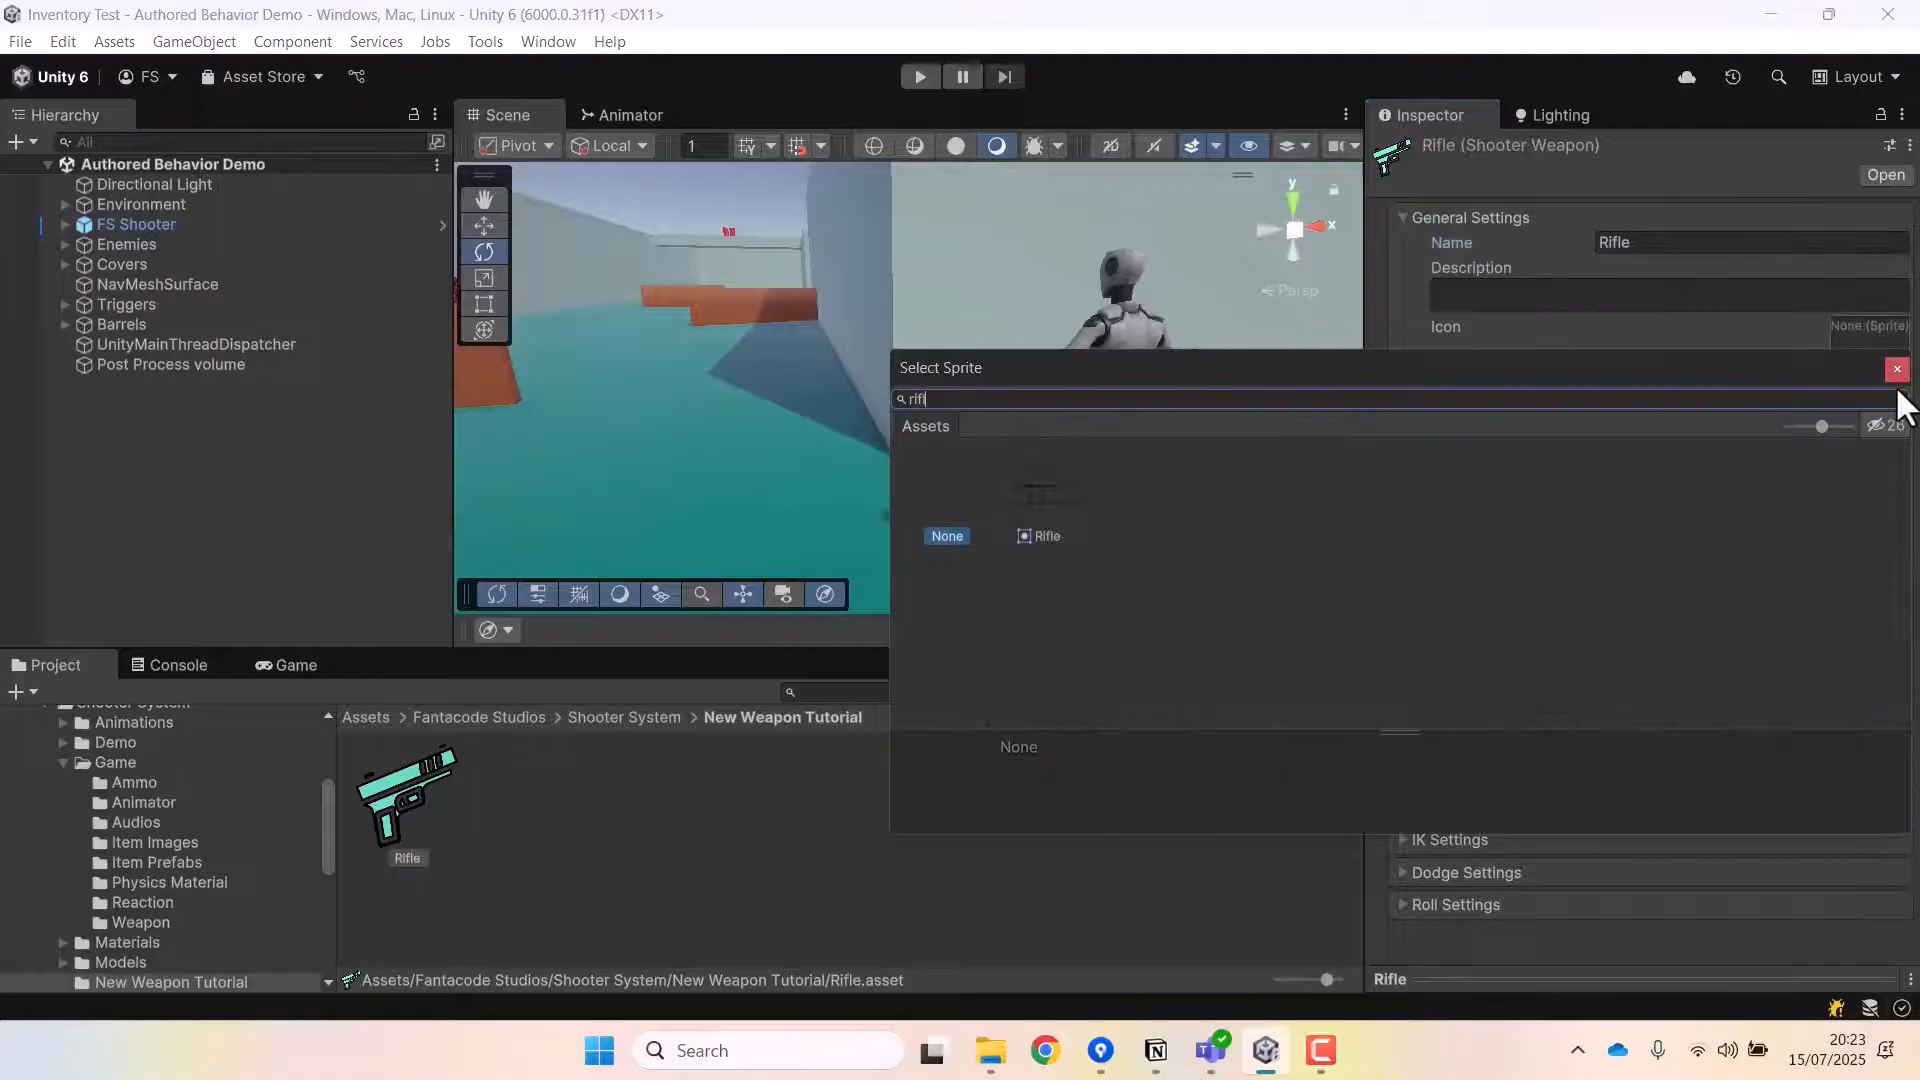 Inventory Test - Authored Behavior Demo - Windows, Mac, Linux - Unity 6 (6000.0.31f1) <DX11>
File Edit Assets GameObject Component Services Jobs Tools Window Help
Unity 6 FS Asset Store Layout
Hierarchy
All
Authored Behavior Demo
Directional Light
Environment
FS Shooter
Enemies
Covers
NavMeshSurface
Triggers
Barrels
UnityMainThreadDispatcher
Post Process volume
Scene Animator
Pivot Local 1 2D
y
x
Persp
Inspector Lighting
Rifle (Shooter Weapon)
Open
General Settings
Name Rifle
Description
Icon None (Sprite)
Select Sprite
rifl
Assets 26
None Rifle
None
IK Settings
Dodge Settings
Roll Settings
Rifle
Project Console Game
Animations
Demo
Game
Ammo
Animator
Audios
Item Images
Item Prefabs
Physics Material
Reaction
Weapon
Materials
Models
New Weapon Tutorial
Assets > Fantacode Studios > Shooter System > New Weapon Tutorial
Rifle
Assets/Fantacode Studios/Shooter System/New Weapon Tutorial/Rifle.asset
Search
20:23
15/07/2025